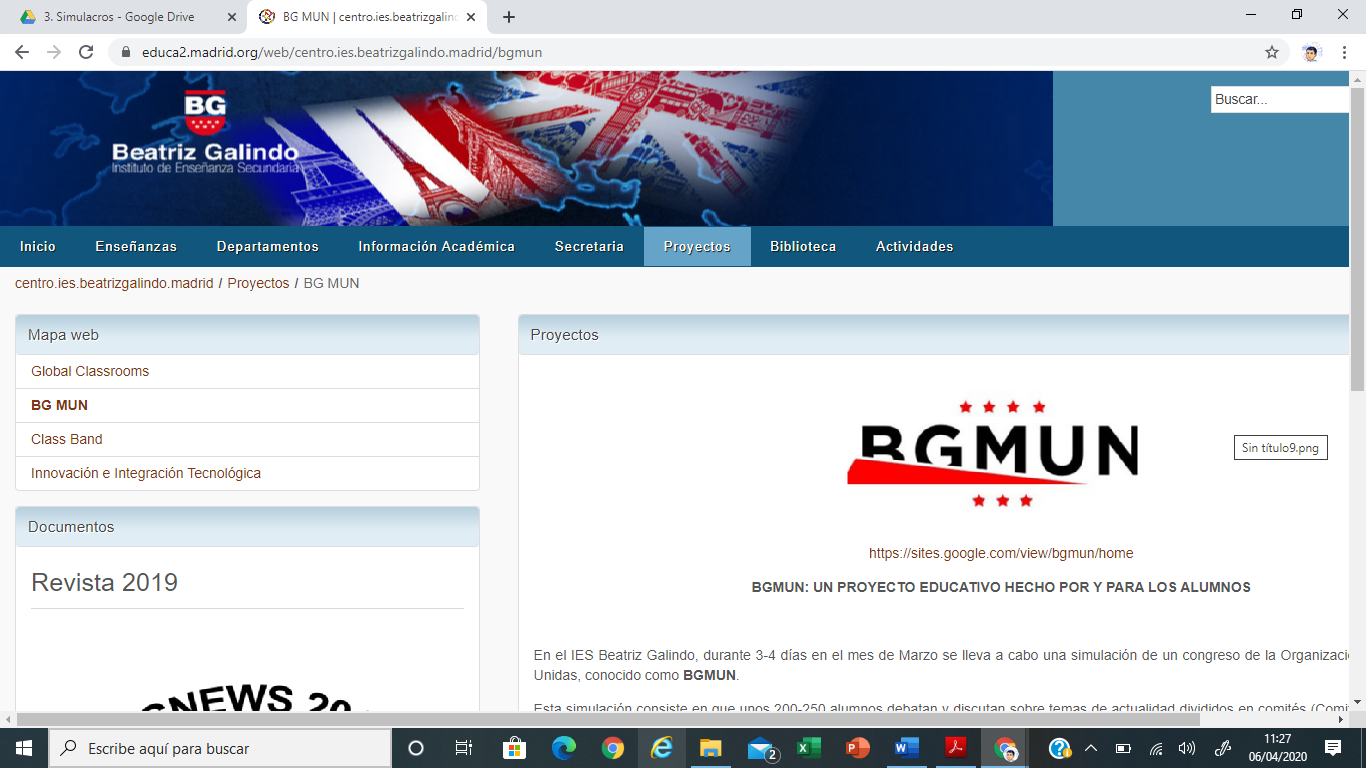 3. Simulacros - Google Drive
BG MUN | centro.ies.beatrizgalin
educa2.madrid.org/web/centro.ies.beatrizgalindo.madrid/bgmun
BG
Beatriz Galindo
Instituto de Enseñanza Secundaria
Buscar...
Inicio Enseñanzas Departamentos Información Académica Secretaria Proyectos Biblioteca Actividades
centro.ies.beatrizgalindo.madrid / Proyectos / BG MUN
Mapa web
Global Classrooms
BG MUN
Class Band
Innovación e Integración Tecnológica
Documentos
Revista 2019
GNEWS 20
Proyectos
BGMUN
Sin título9.png
https://sites.google.com/view/bgmun/home
BGMUN: UN PROYECTO EDUCATIVO HECHO POR Y PARA LOS ALUMNOS
En el IES Beatriz Galindo, durante 3-4 días en el mes de Marzo se lleva a cabo una simulación de un congreso de la Organizaci
Unidas, conocido como BGMUN.
Esta simulación consiste en que unos 200-250 alumnos debatan y discutan sobre temas de actualidad divididos en comités (Comi
Escribe aquí para buscar
2
11:27
06/04/2020